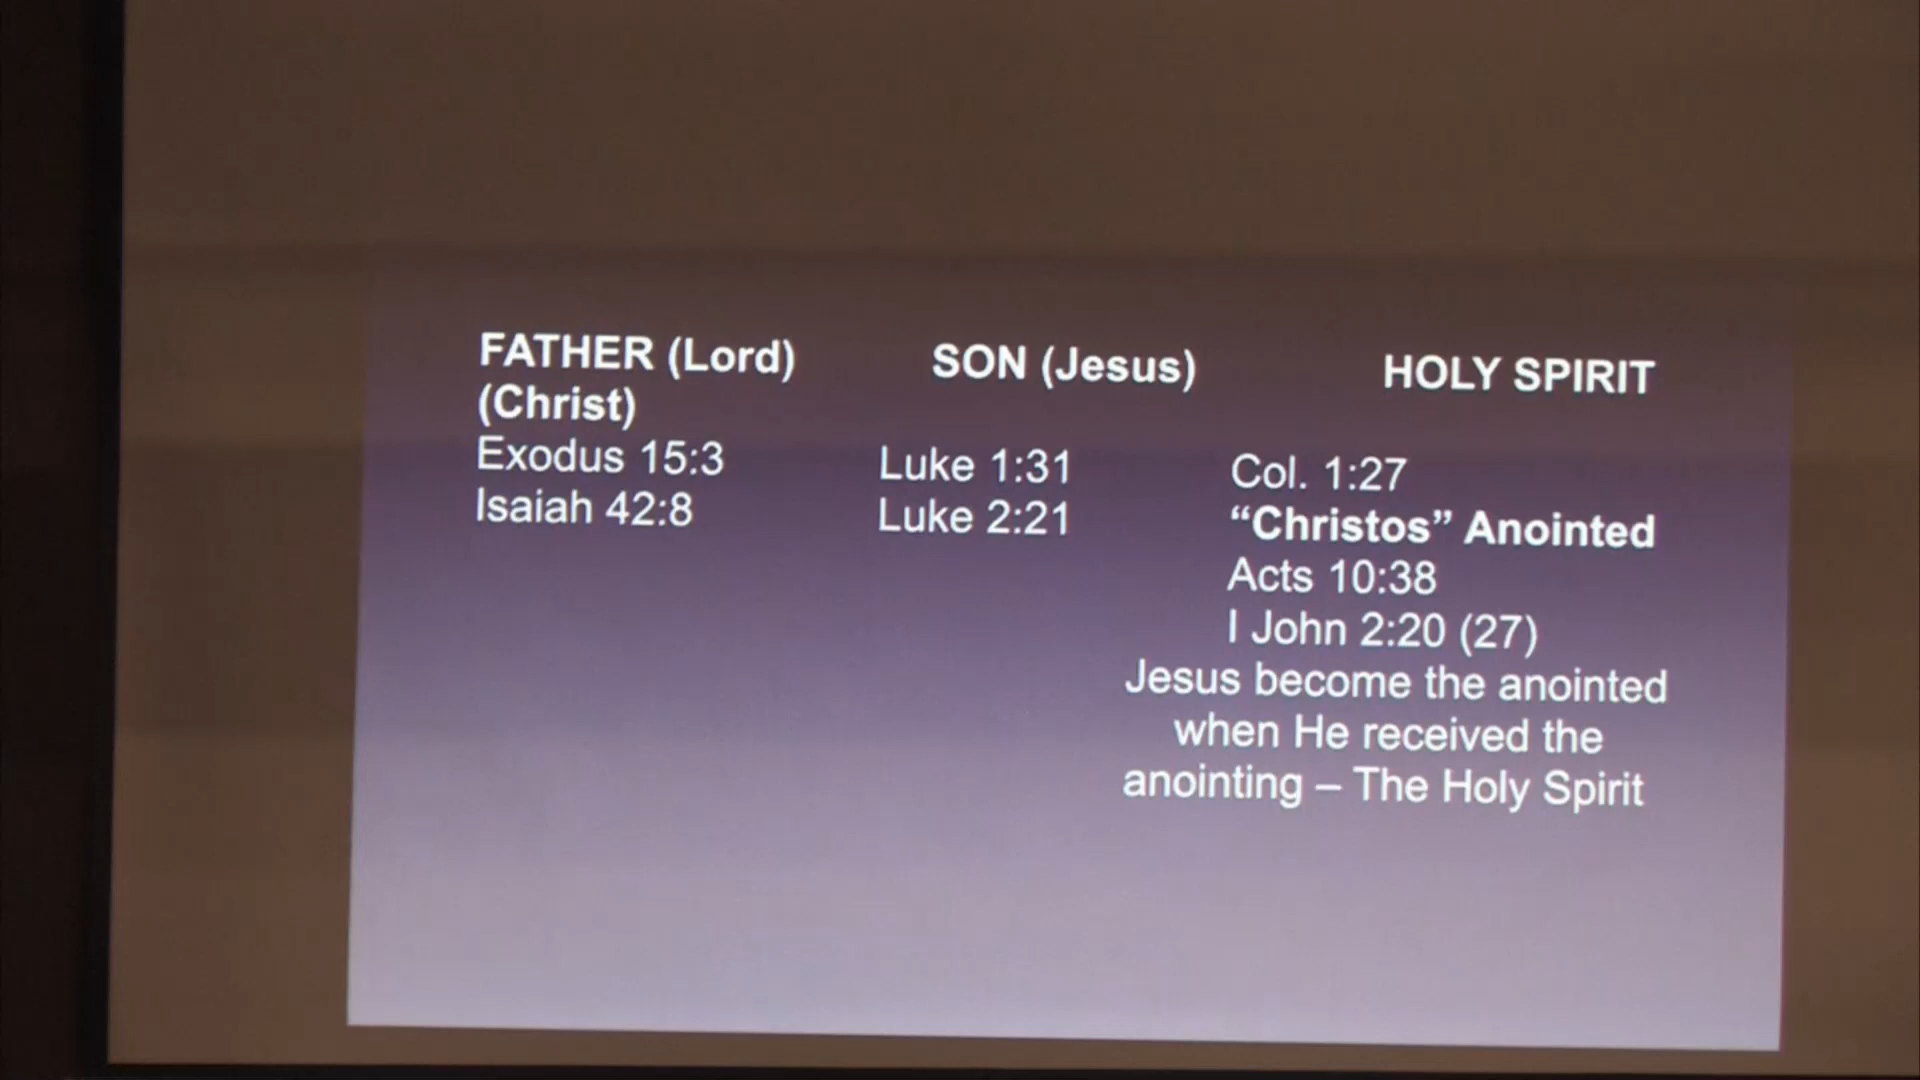 FATHER (Lord) SON (Jesus) HOLY SPIRIT
(Christ)
Exodus 15:3 Luke 1:31 Col. 1:27
Isaiah 42:8 Luke 2:21 “Christos” Anointed
Acts 10:38
I John 2:20 (27)
Jesus become the anointed
when He received the
anointing – The Holy Spirit